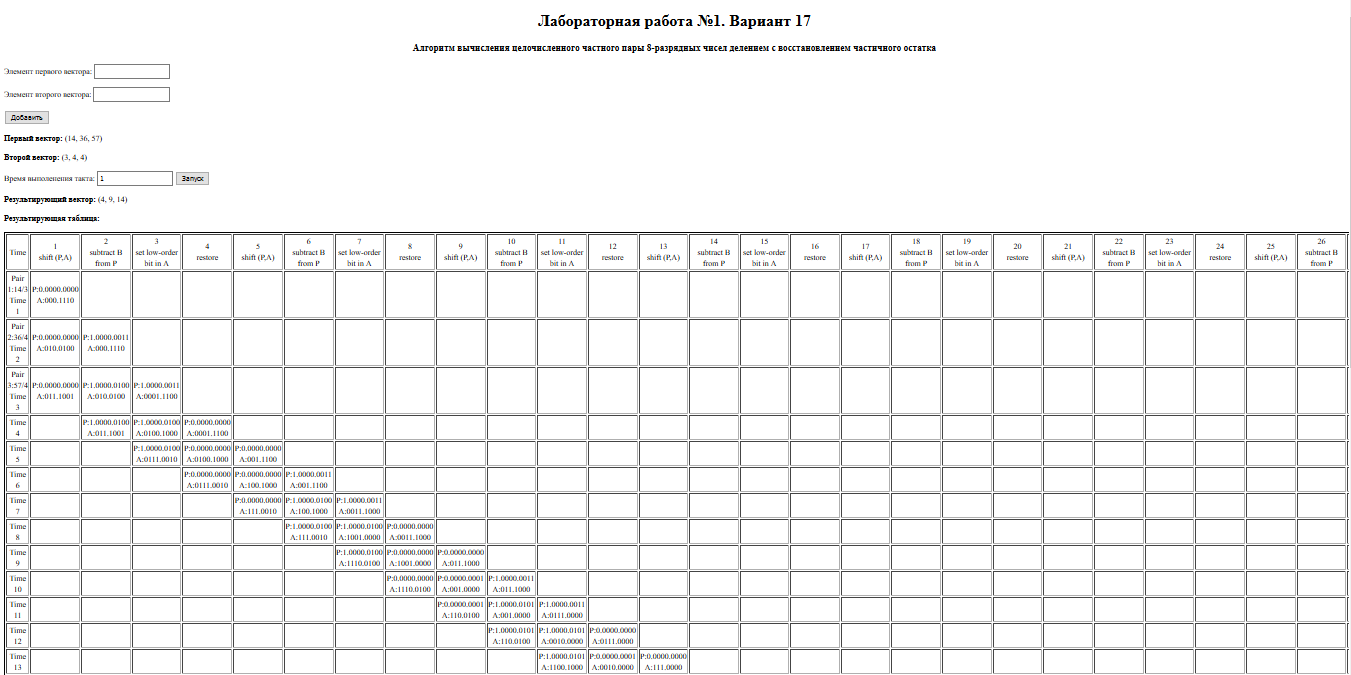 Лабораторная работа №1. Вариант 17
Алгоритм вычисления целочисленного частного пары 8-разрядных чисел делением с восстановлением частичного остатка
Элемент первого вектора:
Элемент второго вектора:
Добавить
Первый вектор: (14, 36, 57)
Второй вектор: (3, 4, 4)
Время выполенения такта: 1 Запуск
Результирующий вектор: (4, 9, 14)
Результирующая таблица:
Time
1 shift (P,A)
2 subtract B from P
3 set low-order bit in A
4 restore
5 shift (P,A)
6 subtract B from P
7 set low-order bit in A
8 restore
9 shift (P,A)
10 subtract B from P
11 set low-order bit in A
12 restore
13 shift (P,A)
14 subtract B from P
15 set low-order bit in A
16 restore
17 shift (P,A)
18 subtract B from P
19 set low-order bit in A
20 restore
21 shift (P,A)
22 subtract B from P
23 set low-order bit in A
24 restore
25 shift (P,A)
26 subtract B from P
Pair 1:14/3 Time 1
P:0.0000.0000 A:000.1110
Pair 2:36/4 Time 2
P:0.0000.0000 A:010.0100
P:1.0000.0011 A:000.1110
Pair 3:57/4 Time 3
P:0.0000.0000 A:011.1001
P:1.0000.0100 A:010.0100
P:1.0000.0011 A:0001.1100
Time 4
P:1.0000.0100 A:011.1001
P:1.0000.0100 A:0100.1000
P:0.0000.0000 A:0001.1100
Time 5
P:1.0000.0100 A:0111.0010
P:0.0000.0000 A:0100.1000
P:0.0000.0000 A:001.1100
Time 6
P:0.0000.0000 A:0111.0010
P:0.0000.0000 A:100.1000
P:1.0000.0011 A:001.1100
Time 7
P:0.0000.0000 A:111.0010
P:1.0000.0100 A:100.1000
P:1.0000.0011 A:0011.1000
Time 8
P:1.0000.0100 A:111.0010
P:1.0000.0100 A:1001.0000
P:0.0000.0000 A:0011.1000
Time 9
P:1.0000.0100 A:1110.0100
P:0.0000.0000 A:1001.0000
P:0.0000.0000 A:011.1000
Time 10
P:0.0000.0000 A:1110.0100
P:0.0000.0001 A:001.0000
P:1.0000.0011 A:011.1000
Time 11
P:0.0000.0001 A:110.0100
P:1.0000.0101 A:001.0000
P:1.0000.0011 A:0111.0000
Time 12
P:1.0000.0101 A:110.0100
P:1.0000.0101 A:0010.0000
P:0.0000.0000 A:0111.0000
Time 13
P:1.0000.0101 A:1100.1000
P:0.0000.0001 A:0010.0000
P:0.0000.0000 A:111.0000